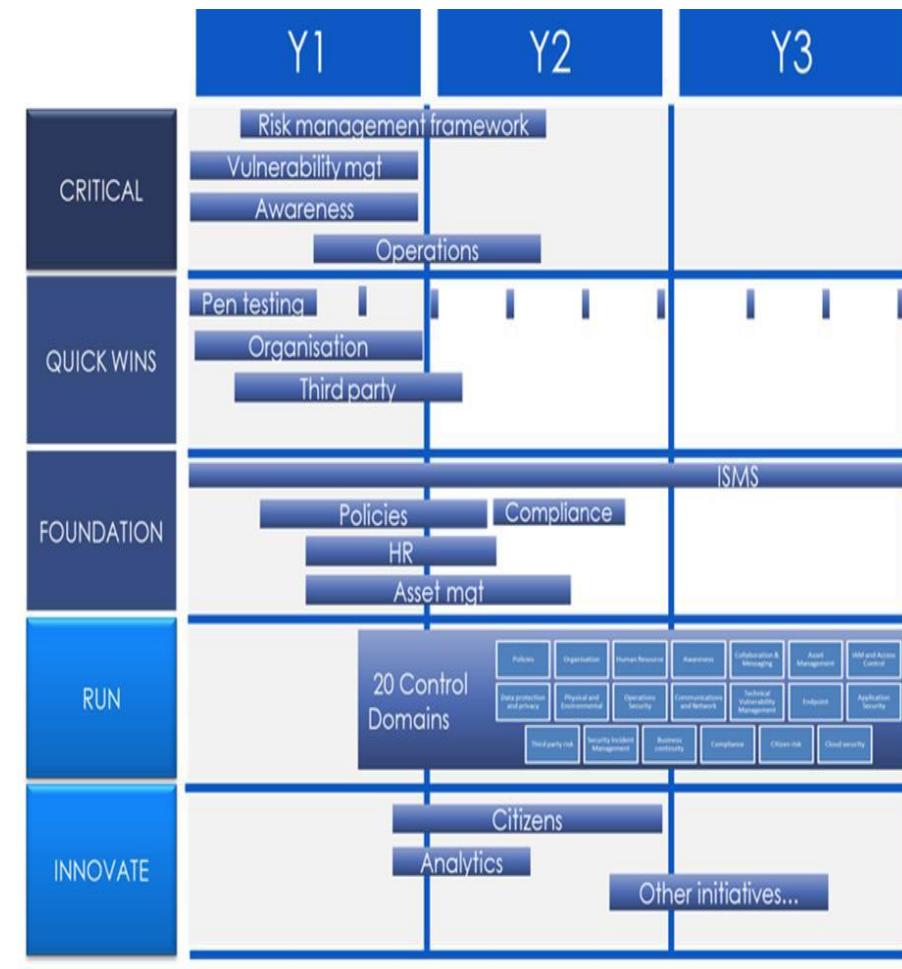 Y1 Y2 Y3
CRITICAL
Risk management framework
Vulnerability mgt
Awareness
Operations
QUICK WINS
Pen testing
Organisation
Third party
FOUNDATION
ISMS
Policies
Compliance
HR
Asset mgt
RUN
20 Control
Domains
Policies
Organisation
Human Resource
Awareness
Collaboration &
Messaging
Asset
Management
IAM and Access
Control
Data protection
and privacy
Physical and
Environmental
Operations
Security
Communications
and Network
Technical
Vulnerability
Management
Endpoint
Application
Security
Third party risk
Security Incident
Management
Business
continuity
Compliance
Citizen risk
Cloud security
INNOVATE
Citizens
Analytics
Other initiatives...